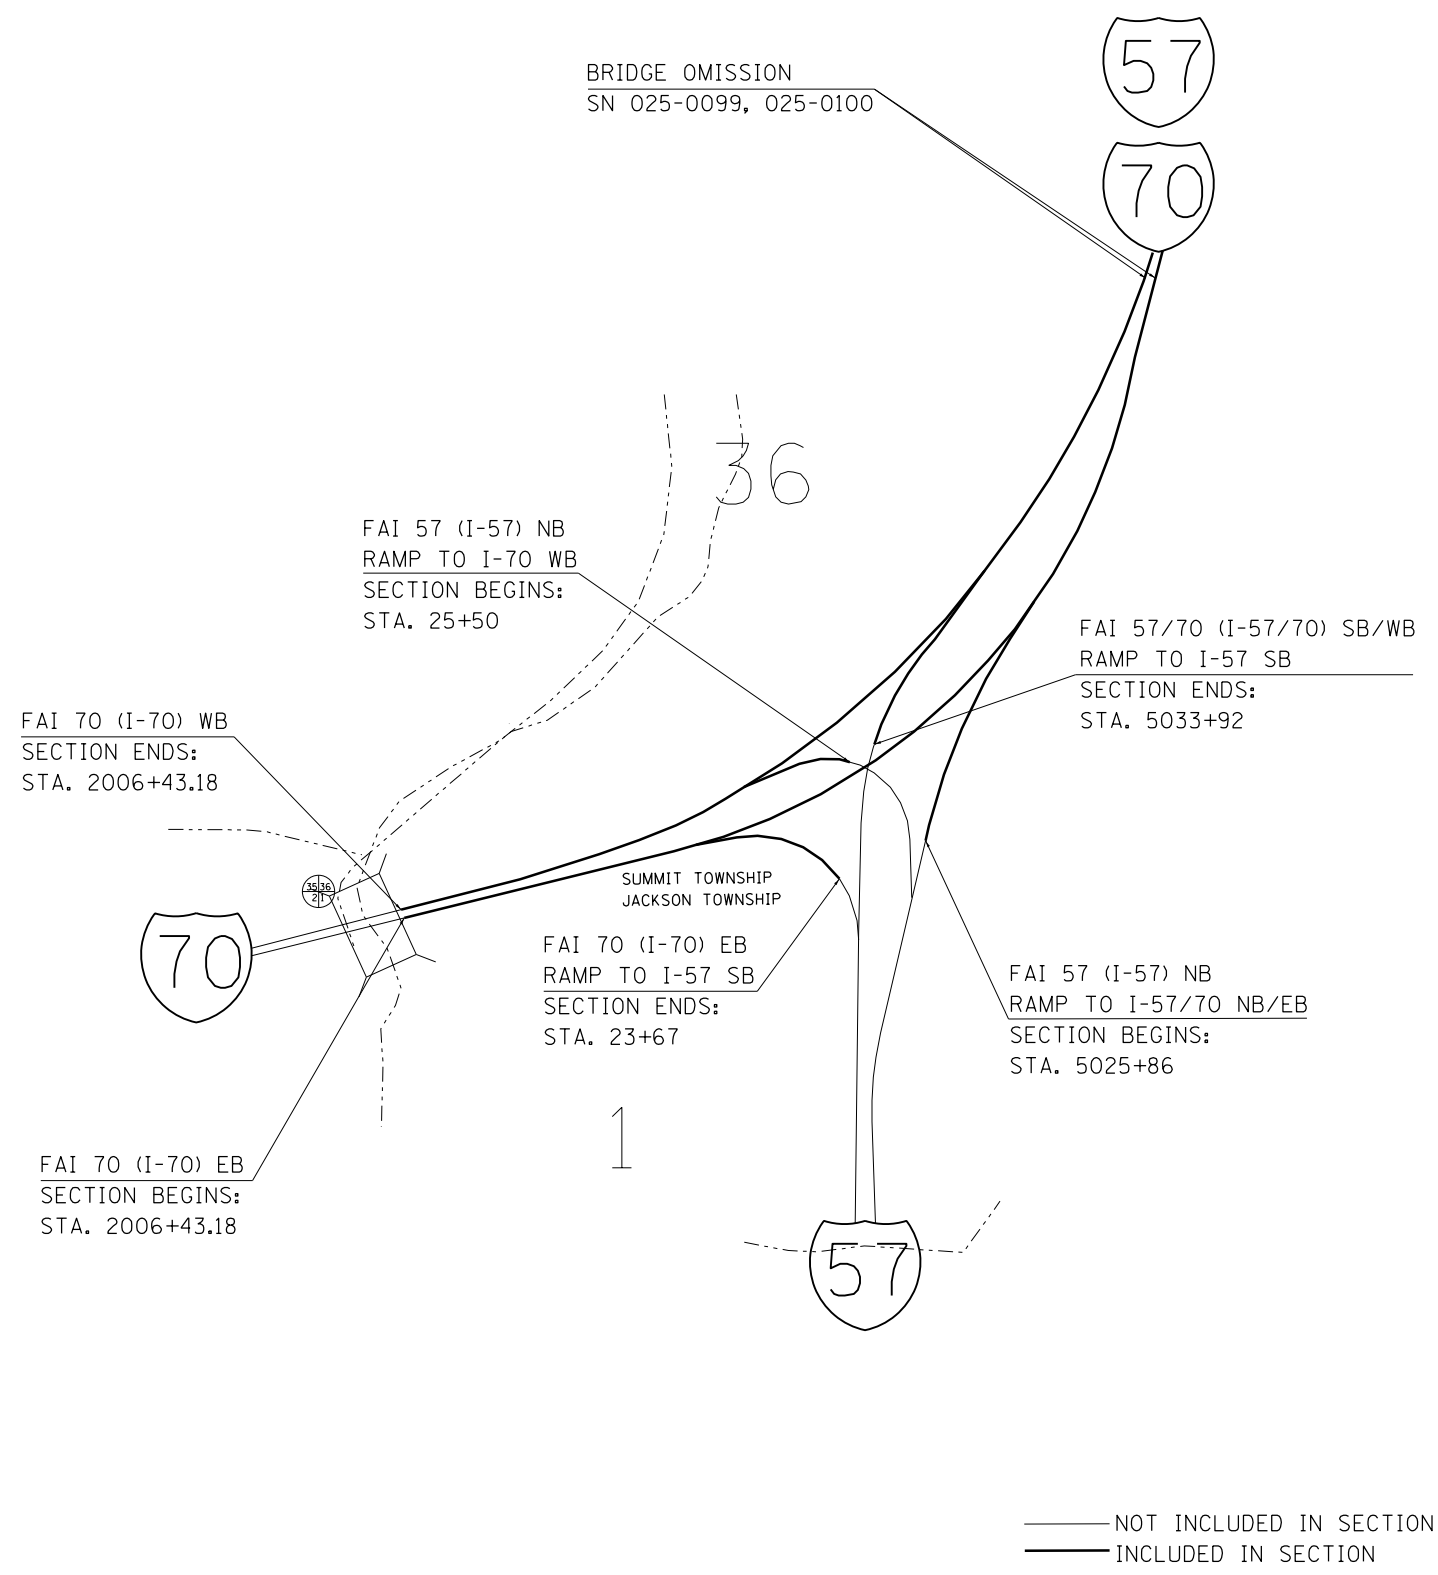 57
BRIDGE OMISSION
SN 025-0099, 025-0100
70
36
FAI 57 (I-57) NB
RAMP TO I-70 WB
SECTION BEGINS:
STA. 25+50
FAI 57/70 (I-57/70) SB/WB
RAMP TO I-57 SB
SECTION ENDS:
STA. 5033+92
FAI 70 (I-70) WB
SECTION ENDS:
STA. 2006+43.18
35 36
2 1
SUMMIT TOWNSHIP
JACKSON TOWNSHIP
70
FAI 70 (I-70) EB
RAMP TO I-57 SB
SECTION ENDS:
STA. 23+67
FAI 57 (I-57) NB
RAMP TO I-57/70 NB/EB
SECTION BEGINS:
STA. 5025+86
1
FAI 70 (I-70) EB
SECTION BEGINS:
STA. 2006+43.18
57
NOT INCLUDED IN SECTION
INCLUDED IN SECTION